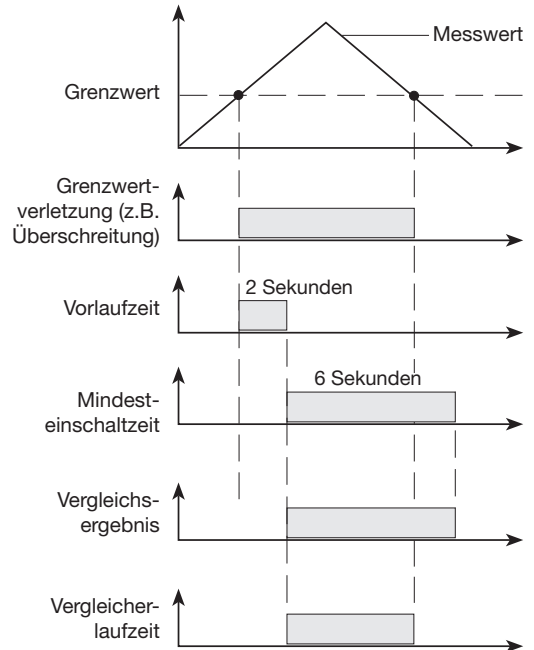 Messwert
Grenzwert
Grenzwert-
verletzung (z.B.
Überschreitung)
2 Sekunden
Vorlaufzeit
6 Sekunden
Mindest-
einschaltzeit
Vergleichs-
ergebnis
Vergleicher-
laufzeit